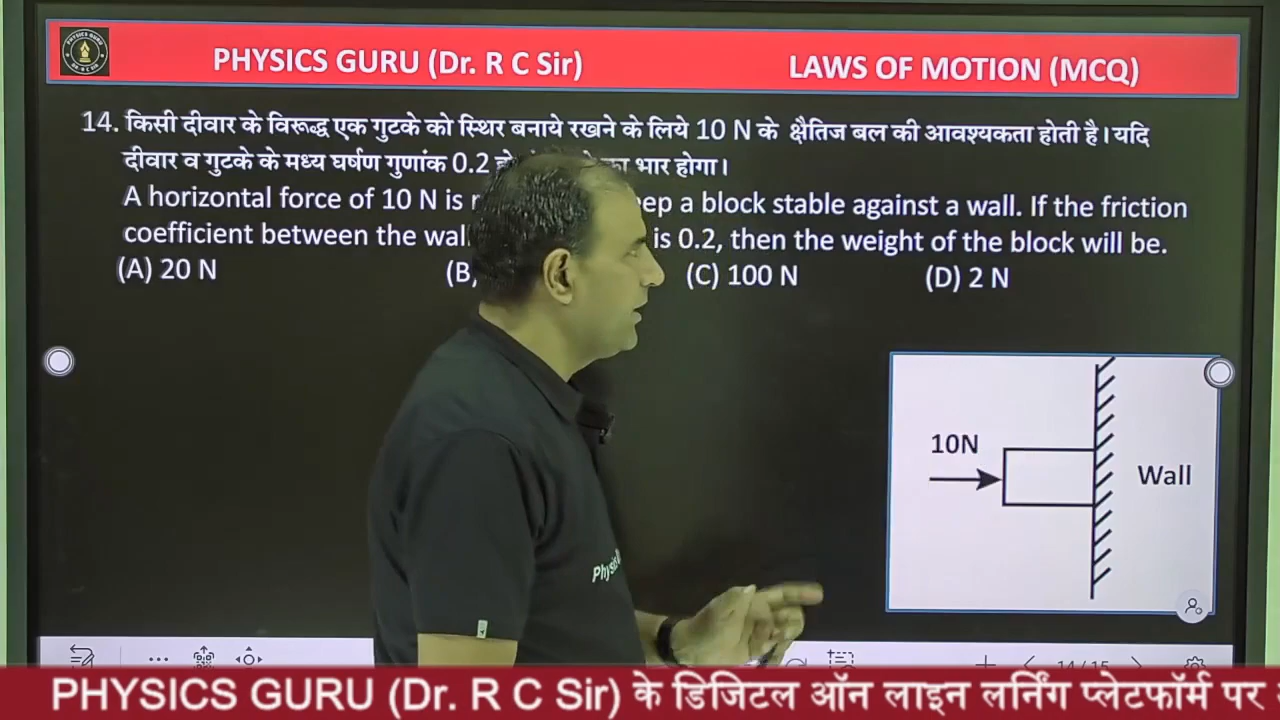 PHYSICS GURU (Dr. R C Sir)
LAWS OF MOTION (MCQ)
14. किसी दीवार के विरूद्ध एक गुटके को स्थिर बनाये रखने के लिये 10 N के क्षैतिज बल की आवश्यकता होती है। यदि
दीवार व गुटके के मध्य घर्षण गुणांक 0.2 भार होगा।
A horizontal force of 10 N is a block stable against a wall. If the friction
coefficient between the is 0.2, then the weight of the block will be.
(A) 20 N (B) (C) 100 N (D) 2 N
10N
Wall
14/15
PHYSICS GURU (Dr. R C Sir) के डिजिटल ऑन लाइन लर्निंग प्लेटफॉर्म पर